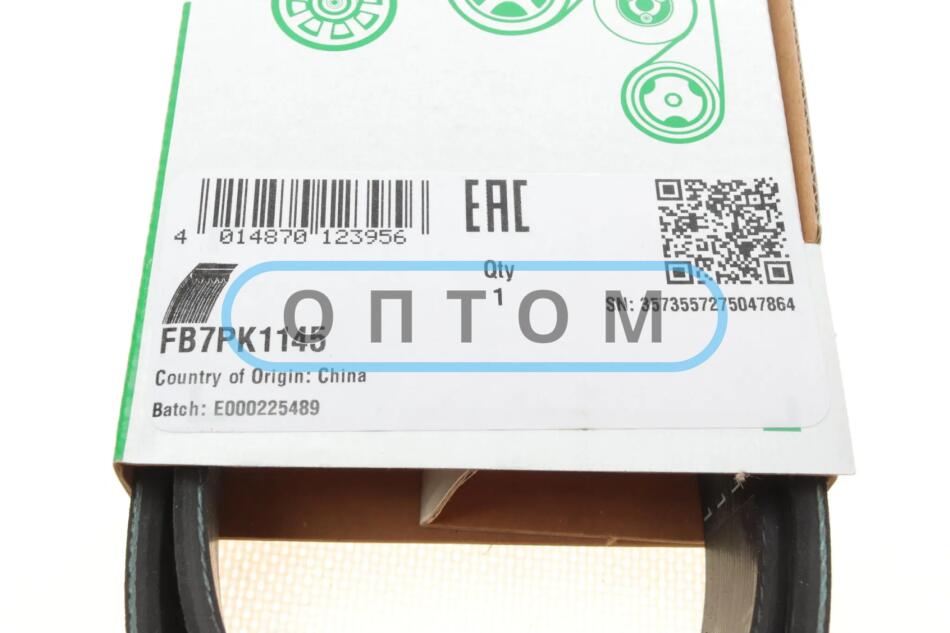 EAC
4 014870 123956
Qty
1
SN: 3573557275047864
ОПТОМ
FB7PK1145
Country of Origin: China
Batch: E000225489